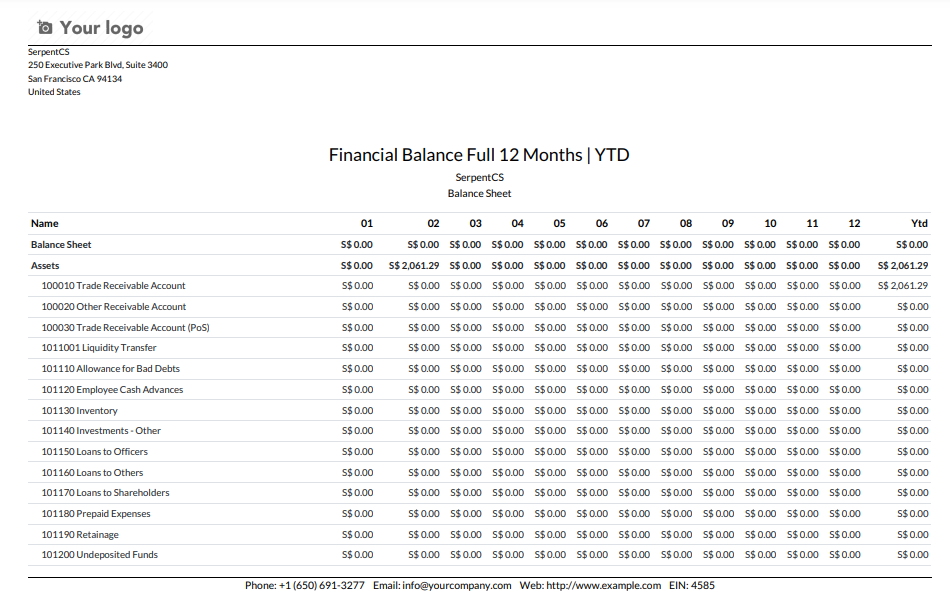 Your logo
SerpentCS
250 Executive Park Blvd, Suite 3400
San Francisco CA 94134
United States
Financial Balance Full 12 Months | YTD
SerpentCS
Balance Sheet
Name 01 02 03 04 05 06 07 08 09 10 11 12 Ytd
Balance Sheet S$ 0.00 S$ 0.00 S$ 0.00 S$ 0.00 S$ 0.00 S$ 0.00 S$ 0.00 S$ 0.00 S$ 0.00 S$ 0.00 S$ 0.00 S$ 0.00 S$ 0.00
Assets S$ 0.00 S$ 2,061.29 S$ 0.00 S$ 0.00 S$ 0.00 S$ 0.00 S$ 0.00 S$ 0.00 S$ 0.00 S$ 0.00 S$ 0.00 S$ 0.00 S$ 2,061.29
100010 Trade Receivable Account S$ 0.00 S$ 0.00 S$ 0.00 S$ 0.00 S$ 0.00 S$ 0.00 S$ 0.00 S$ 0.00 S$ 0.00 S$ 0.00 S$ 0.00 S$ 0.00 S$ 2,061.29
100020 Other Receivable Account S$ 0.00 S$ 0.00 S$ 0.00 S$ 0.00 S$ 0.00 S$ 0.00 S$ 0.00 S$ 0.00 S$ 0.00 S$ 0.00 S$ 0.00 S$ 0.00 S$ 0.00
100030 Trade Receivable Account (PoS) S$ 0.00 S$ 0.00 S$ 0.00 S$ 0.00 S$ 0.00 S$ 0.00 S$ 0.00 S$ 0.00 S$ 0.00 S$ 0.00 S$ 0.00 S$ 0.00 S$ 0.00
1011001 Liquidity Transfer S$ 0.00 S$ 0.00 S$ 0.00 S$ 0.00 S$ 0.00 S$ 0.00 S$ 0.00 S$ 0.00 S$ 0.00 S$ 0.00 S$ 0.00 S$ 0.00 S$ 0.00
101110 Allowance for Bad Debts S$ 0.00 S$ 0.00 S$ 0.00 S$ 0.00 S$ 0.00 S$ 0.00 S$ 0.00 S$ 0.00 S$ 0.00 S$ 0.00 S$ 0.00 S$ 0.00 S$ 0.00
101120 Employee Cash Advances S$ 0.00 S$ 0.00 S$ 0.00 S$ 0.00 S$ 0.00 S$ 0.00 S$ 0.00 S$ 0.00 S$ 0.00 S$ 0.00 S$ 0.00 S$ 0.00 S$ 0.00
101130 Inventory S$ 0.00 S$ 0.00 S$ 0.00 S$ 0.00 S$ 0.00 S$ 0.00 S$ 0.00 S$ 0.00 S$ 0.00 S$ 0.00 S$ 0.00 S$ 0.00 S$ 0.00
101140 Investments - Other S$ 0.00 S$ 0.00 S$ 0.00 S$ 0.00 S$ 0.00 S$ 0.00 S$ 0.00 S$ 0.00 S$ 0.00 S$ 0.00 S$ 0.00 S$ 0.00 S$ 0.00
101150 Loans to Officers S$ 0.00 S$ 0.00 S$ 0.00 S$ 0.00 S$ 0.00 S$ 0.00 S$ 0.00 S$ 0.00 S$ 0.00 S$ 0.00 S$ 0.00 S$ 0.00 S$ 0.00
101160 Loans to Others S$ 0.00 S$ 0.00 S$ 0.00 S$ 0.00 S$ 0.00 S$ 0.00 S$ 0.00 S$ 0.00 S$ 0.00 S$ 0.00 S$ 0.00 S$ 0.00 S$ 0.00
101170 Loans to Shareholders S$ 0.00 S$ 0.00 S$ 0.00 S$ 0.00 S$ 0.00 S$ 0.00 S$ 0.00 S$ 0.00 S$ 0.00 S$ 0.00 S$ 0.00 S$ 0.00 S$ 0.00
101180 Prepaid Expenses S$ 0.00 S$ 0.00 S$ 0.00 S$ 0.00 S$ 0.00 S$ 0.00 S$ 0.00 S$ 0.00 S$ 0.00 S$ 0.00 S$ 0.00 S$ 0.00 S$ 0.00
101190 Retainage S$ 0.00 S$ 0.00 S$ 0.00 S$ 0.00 S$ 0.00 S$ 0.00 S$ 0.00 S$ 0.00 S$ 0.00 S$ 0.00 S$ 0.00 S$ 0.00 S$ 0.00
101200 Undeposited Funds S$ 0.00 S$ 0.00 S$ 0.00 S$ 0.00 S$ 0.00 S$ 0.00 S$ 0.00 S$ 0.00 S$ 0.00 S$ 0.00 S$ 0.00 S$ 0.00 S$ 0.00
Phone: +1 (650) 691-3277 Email: info@yourcompany.com Web: http://www.example.com EIN: 4585